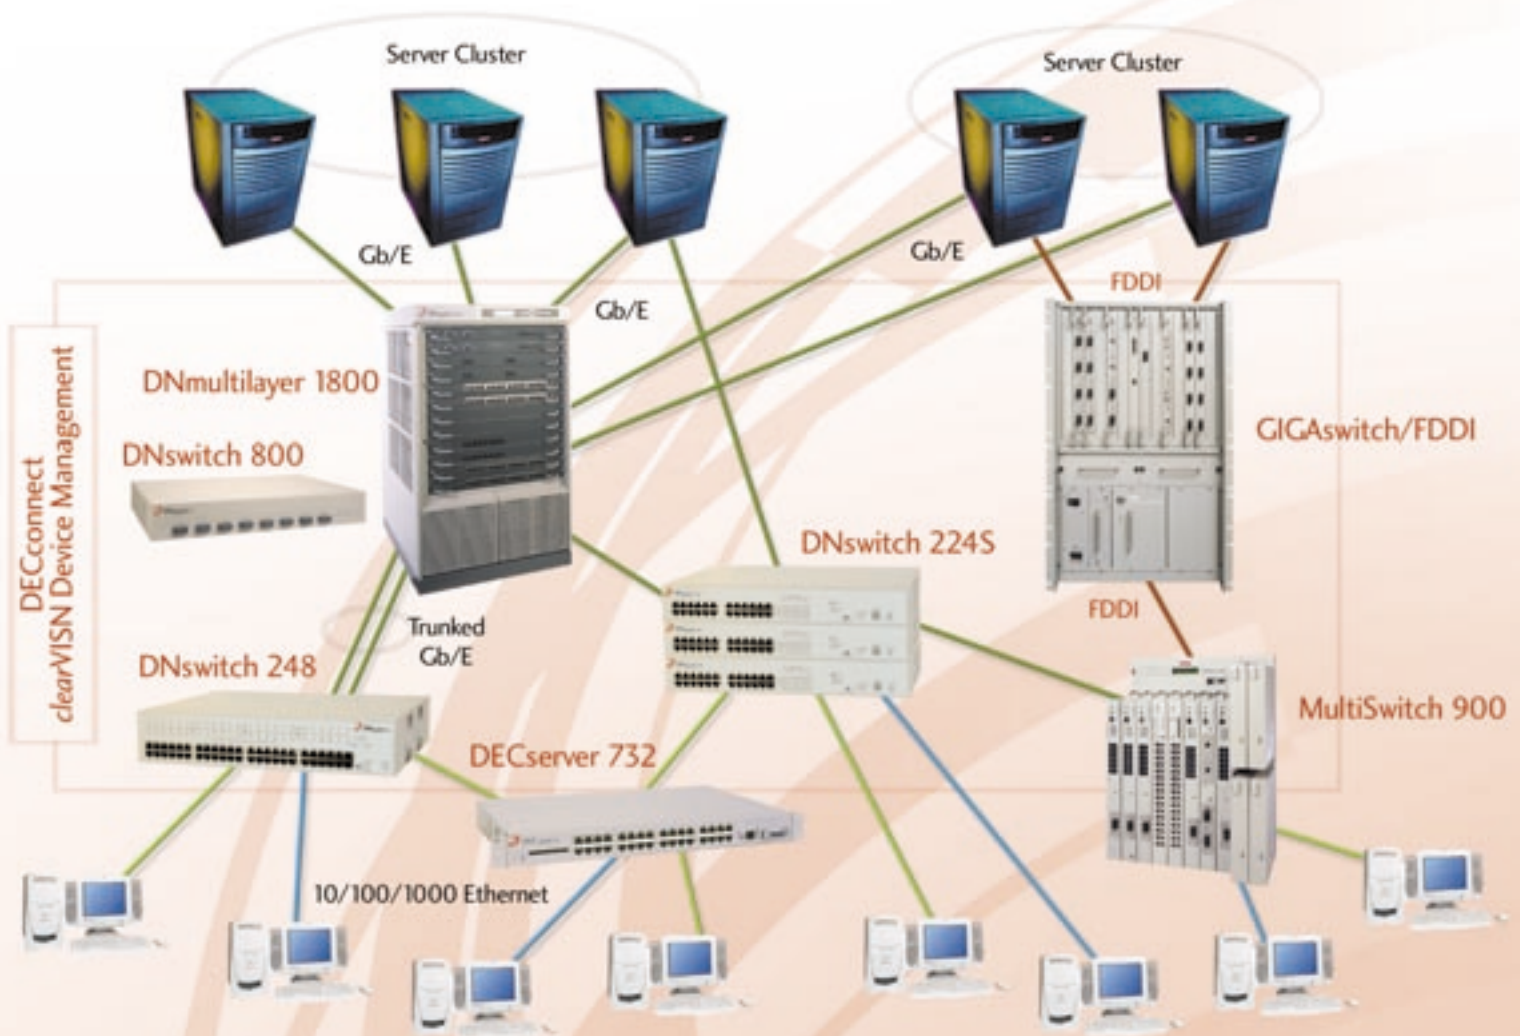 Server Cluster
Server Cluster
Gb/E
Gb/E
Gb/E
FDDI
DNmultilayer 1800
DNswitch 800
GIGAswitch/FDDI
DECconnect
clearVISN Device Management
DNswitch 224S
FDDI
Trunked
Gb/E
DNswitch 248
MultiSwitch 900
DECserver 732
10/100/1000 Ethernet